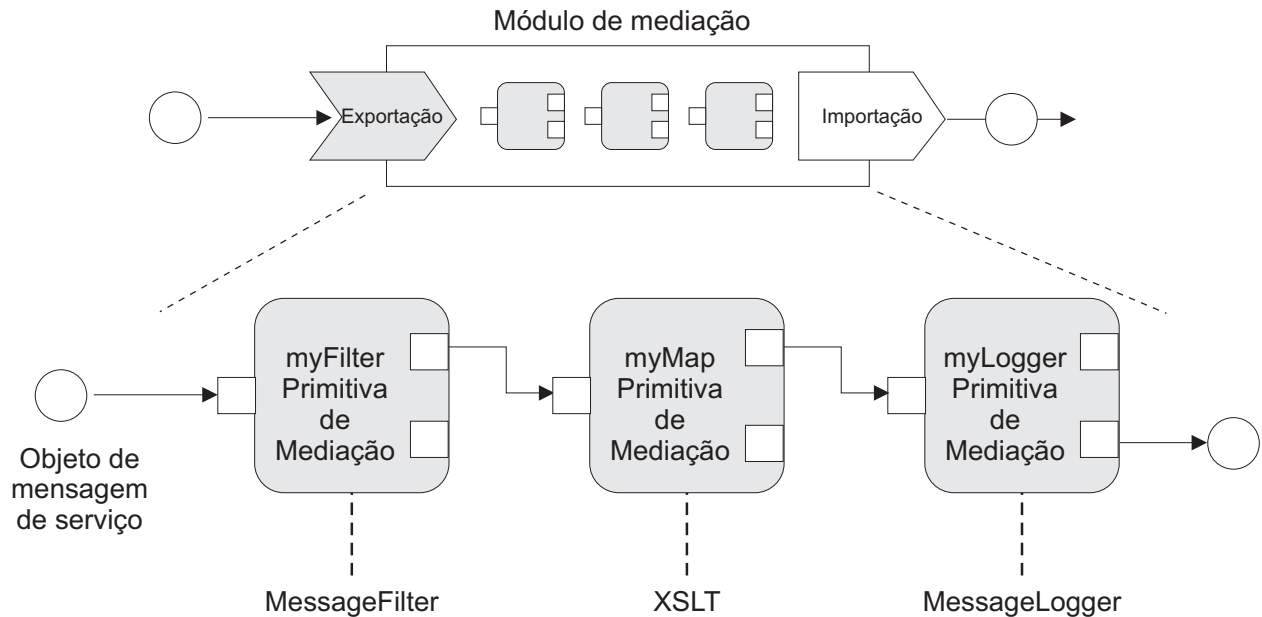 Módulo de mediação
Exportação
Importação
myFilter
Primitiva
de
Mediação
myMap
Primitiva
de
Mediação
myLogger
Primitiva
de
Mediação
Objeto de
mensagem
de serviço
MessageFilter
XSLT
MessageLogger